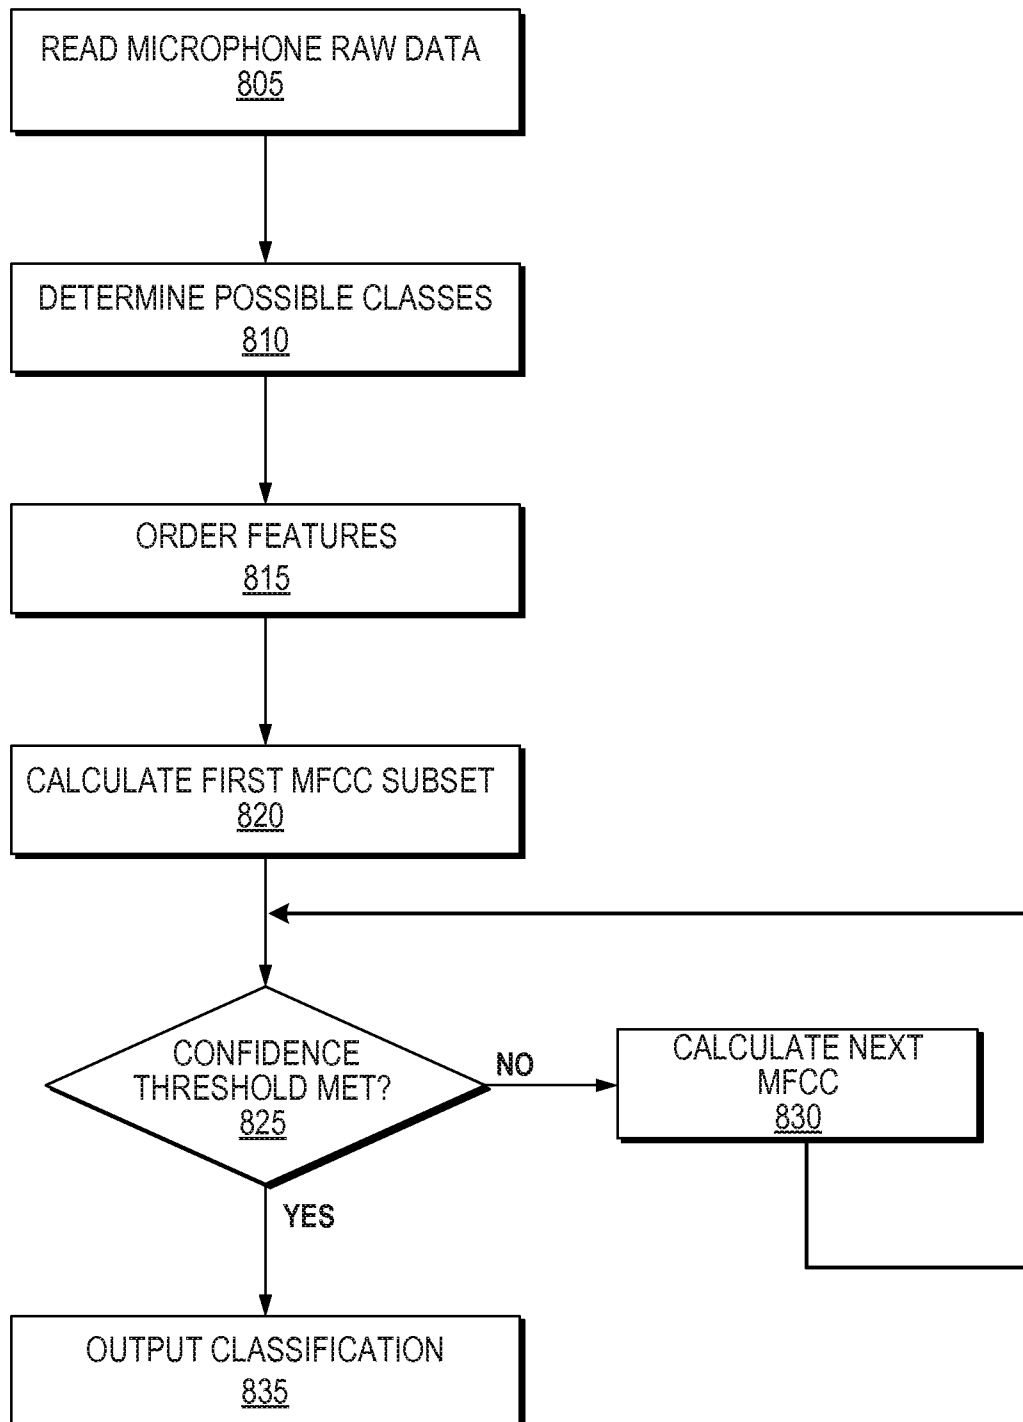 READ MICROPHONE RAW DATA
805
DETERMINE POSSIBLE CLASSES
810
ORDER FEATURES
815
CALCULATE FIRST MFCC SUBSET
820
CONFIDENCE
THRESHOLD MET?
825
NO
CALCULATE NEXT
MFCC
830
YES
OUTPUT CLASSIFICATION
835